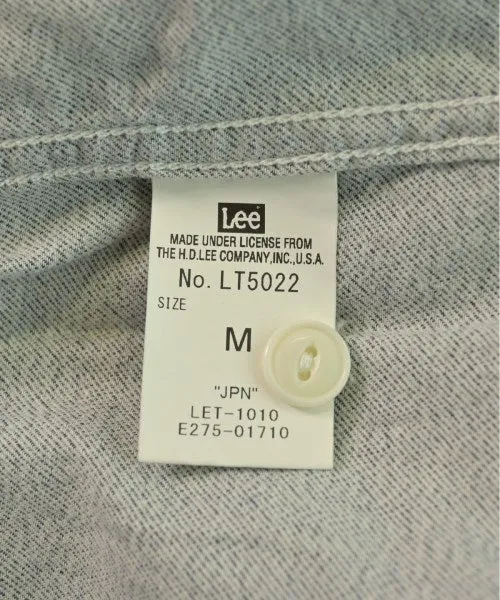 Lee
MADE UNDER LICENSE FROM
THE H.D.LEE COMPANY,INC.,U.S.A.
No. LT5022
SIZE
M
"JPN"
LET-1010
E275-01710